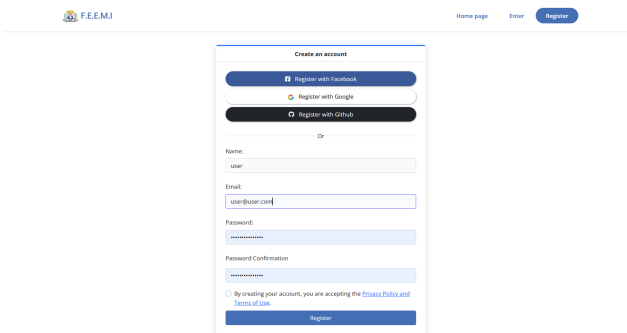 F.E.E.M.I
Home page
Enter
Register
Create an account
Register with Facebook
Register with Google
Register with Github
Or
Name:
user
Email:
user@user.com
Password:
Password Confirmation
By creating your account, you are accepting the Privacy Policy and
Terms of Use.
Register